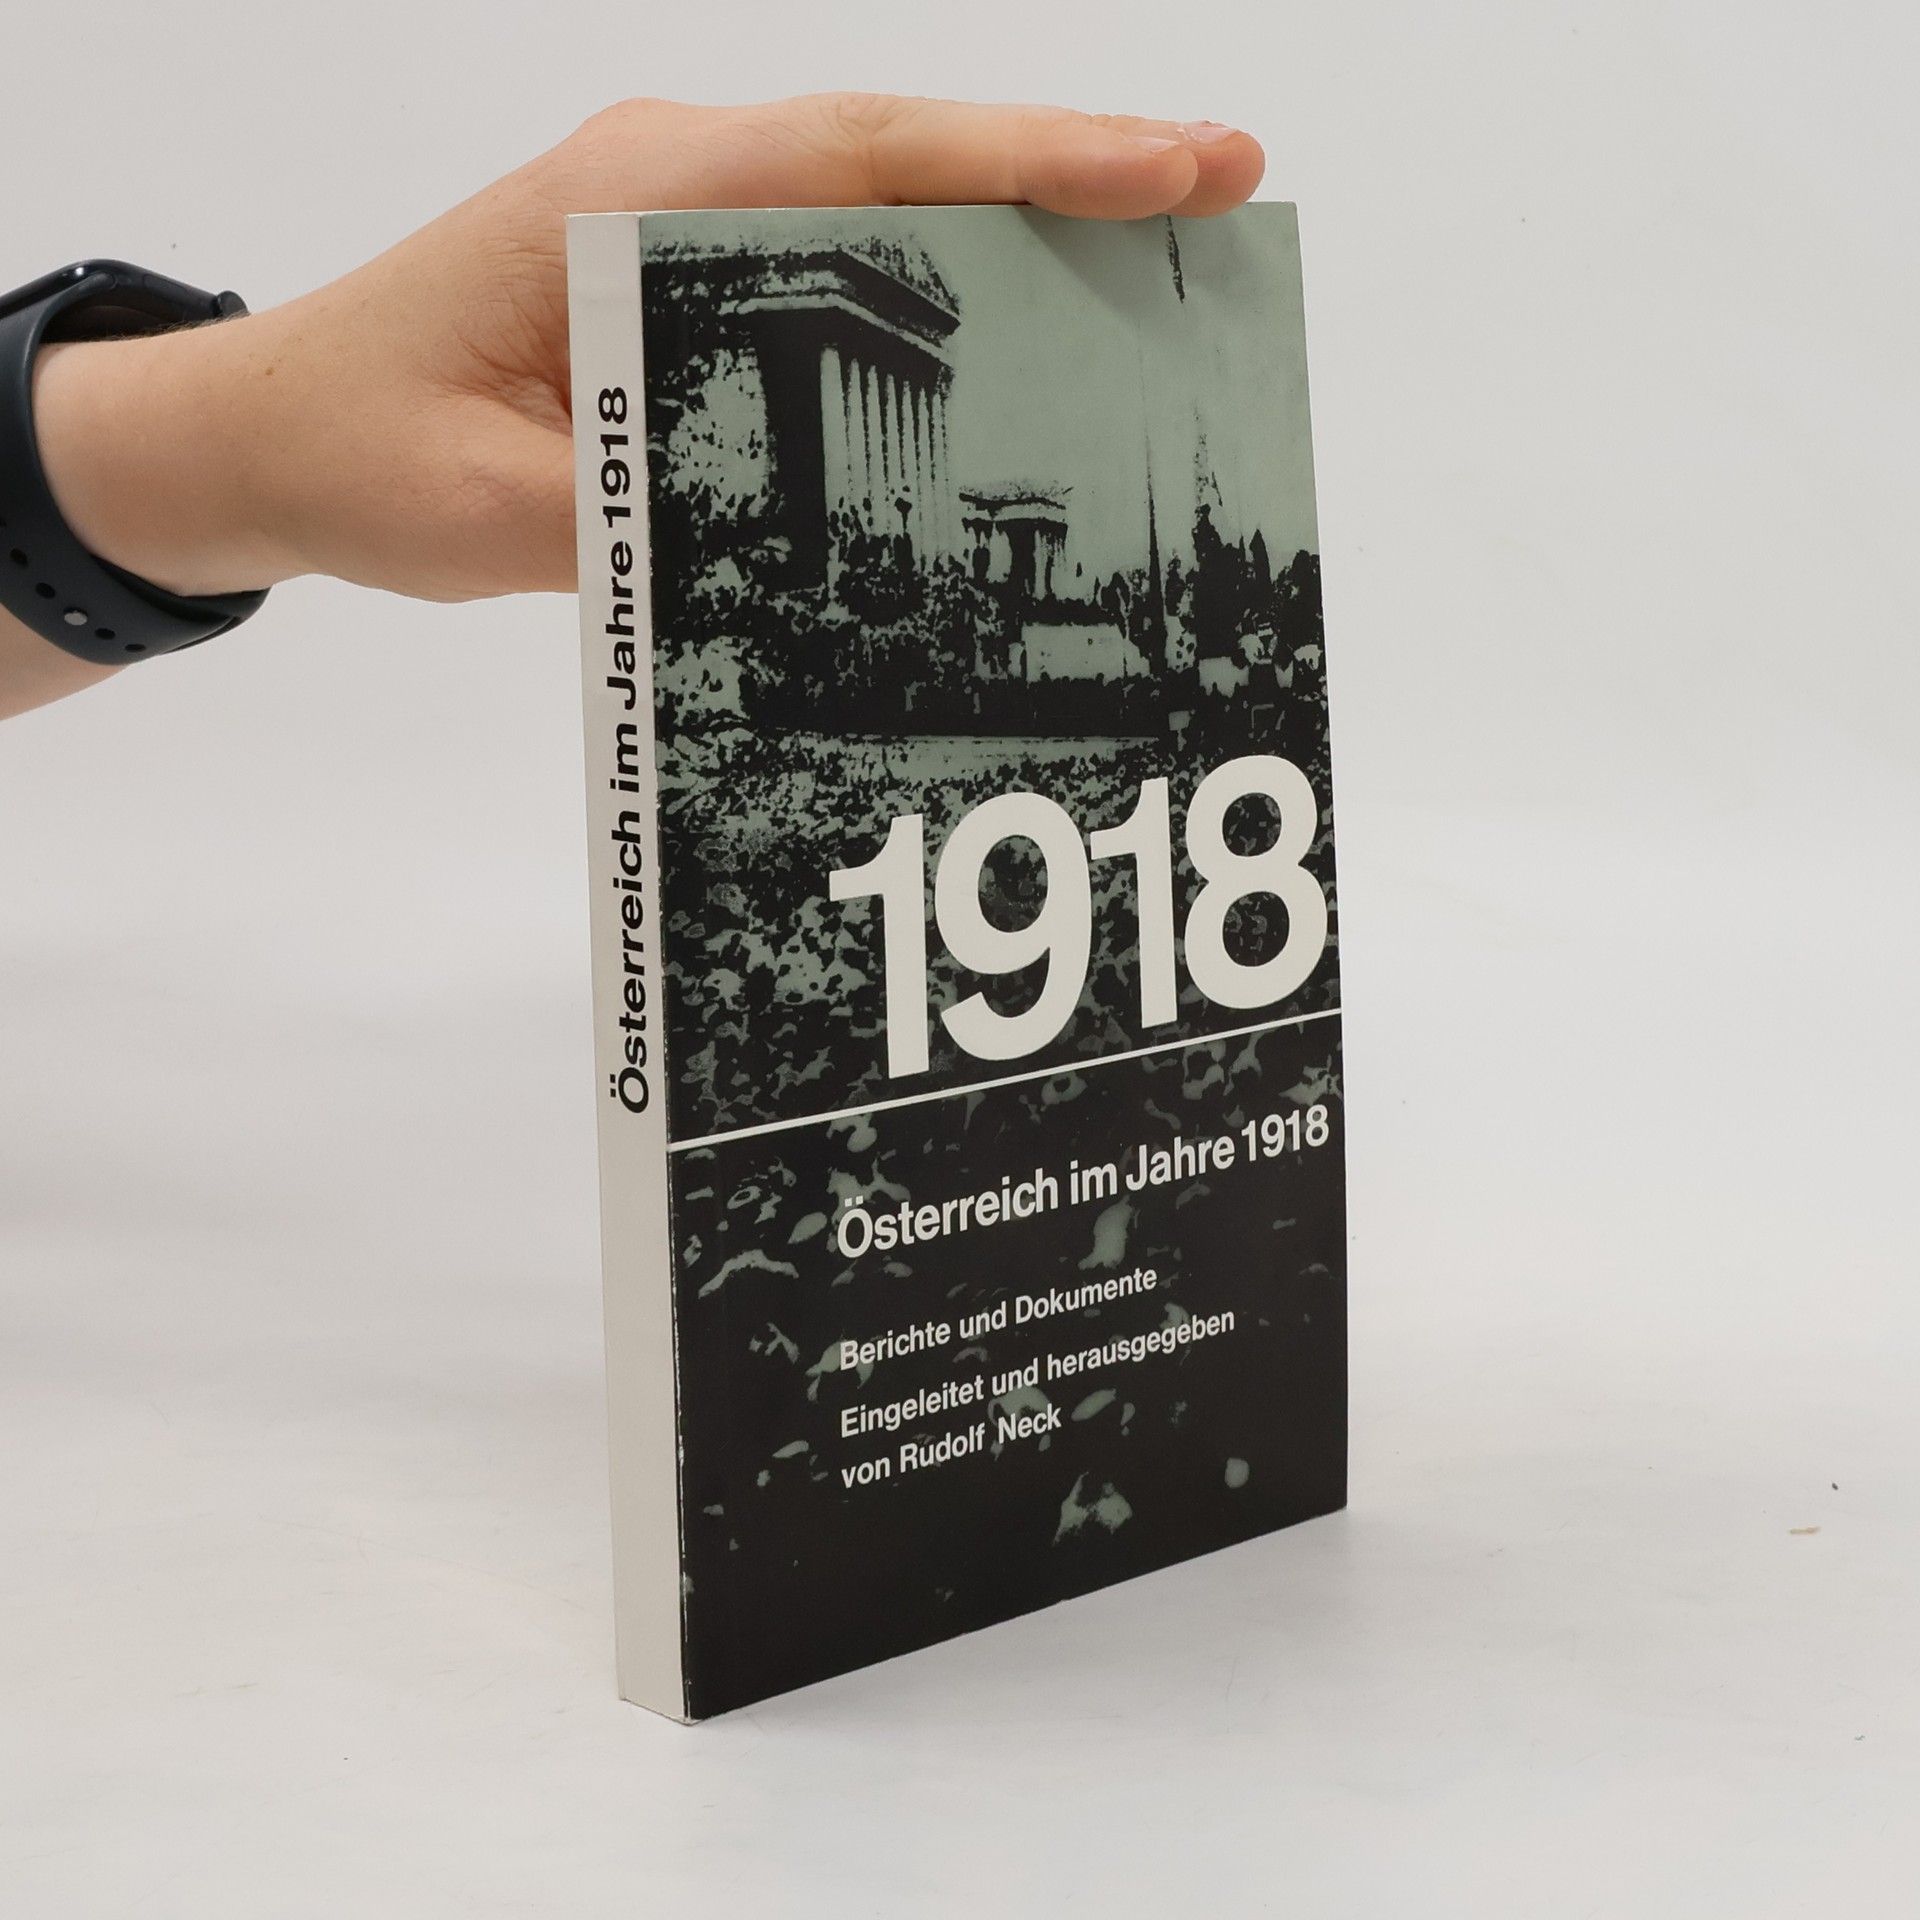 Österreich im Jahre 1918
1918
Österreich im Jahre 1918
Berichte und Dokumente
Eingeleitet und herausgegeben
von Rudolf Neck